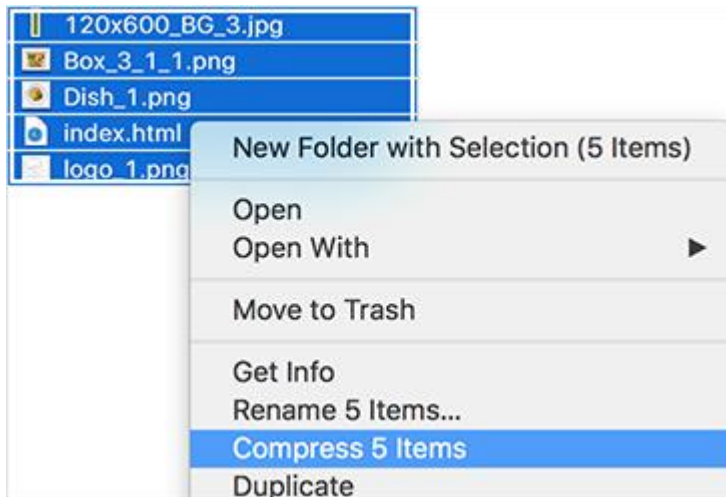 120x600_BG_3.jpg
Box_3_1_1.png
Dish_1.png
index.html
logo_1.png
New Folder with Selection (5 Items)
Open
Open With
Move to Trash
Get Info
Rename 5 Items...
Compress 5 Items
Duplicate